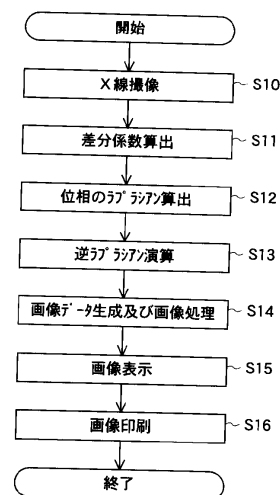 開始
X線撮像 S10
差分係数算出 S11
位相のﾗﾌﾟﾗｼｱﾝ算出 S12
逆ﾗﾌﾟﾗｼｱﾝ演算 S13
画像ﾃﾞｰﾀ生成及び画像処理 S14
画像表示 S15
画像印刷 S16
終了